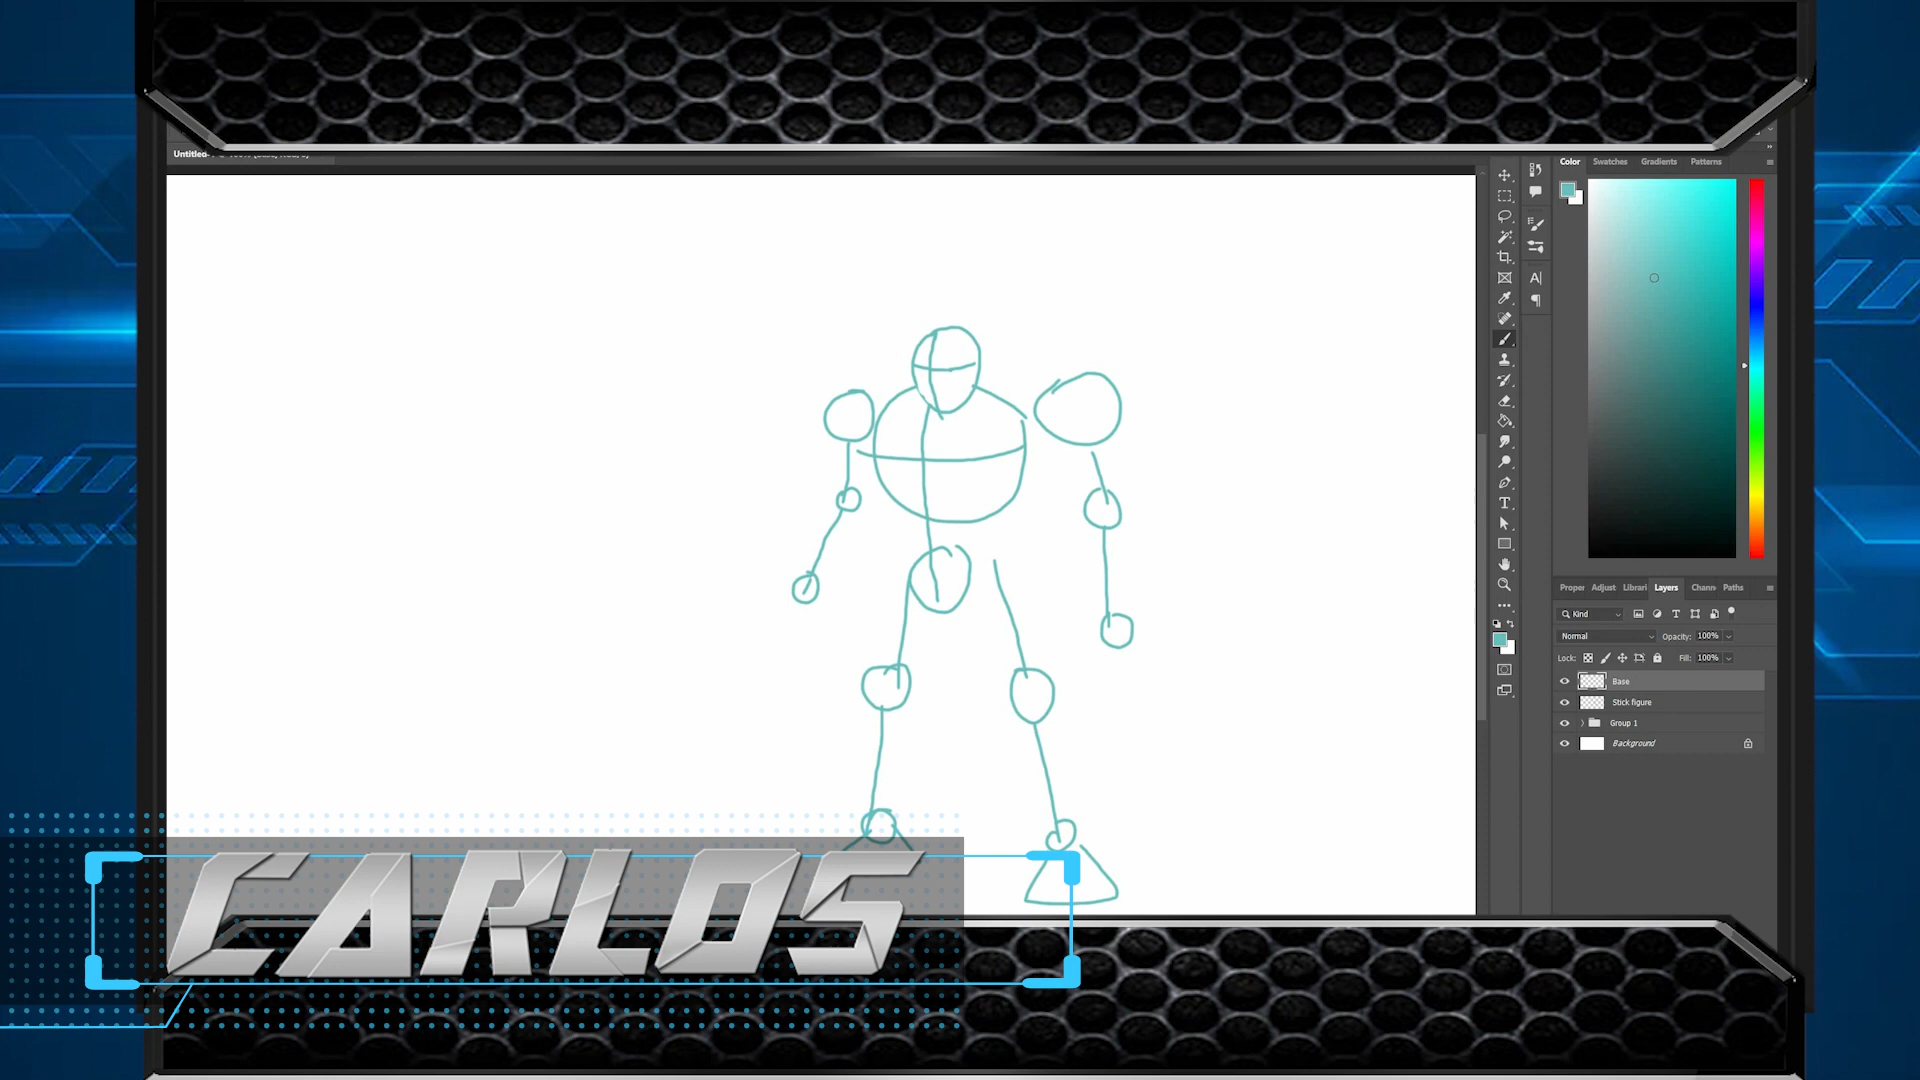 Untitled-
Color Swatches Gradients Patterns
A|
T
Proper Adjust Librari Layers Chann Paths
Kind
Normal Opacity: 100%
Lock: Fill: 100%
Base
Stick figure
Group 1
Background
CARLOS